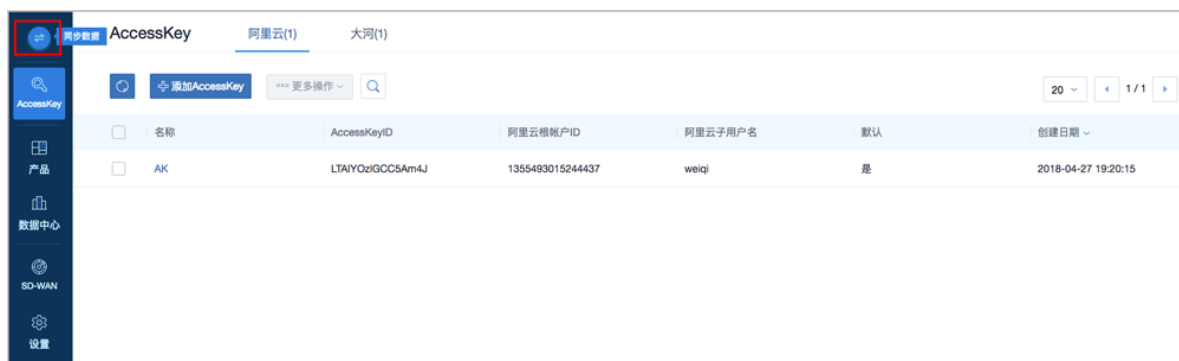 同步数据
AccessKey
阿里云(1)
大河(1)
添加AccessKey
更多操作
20
1 / 1
AccessKey
产品
数据中心
SD-WAN
设置
名称 AccessKeyID 阿里云根帐户ID 阿里云子用户名 默认 创建日期
AK LTAIYOzlGCC5Am4J 1355493015244437 weiqi 是 2018-04-27 19:20:15